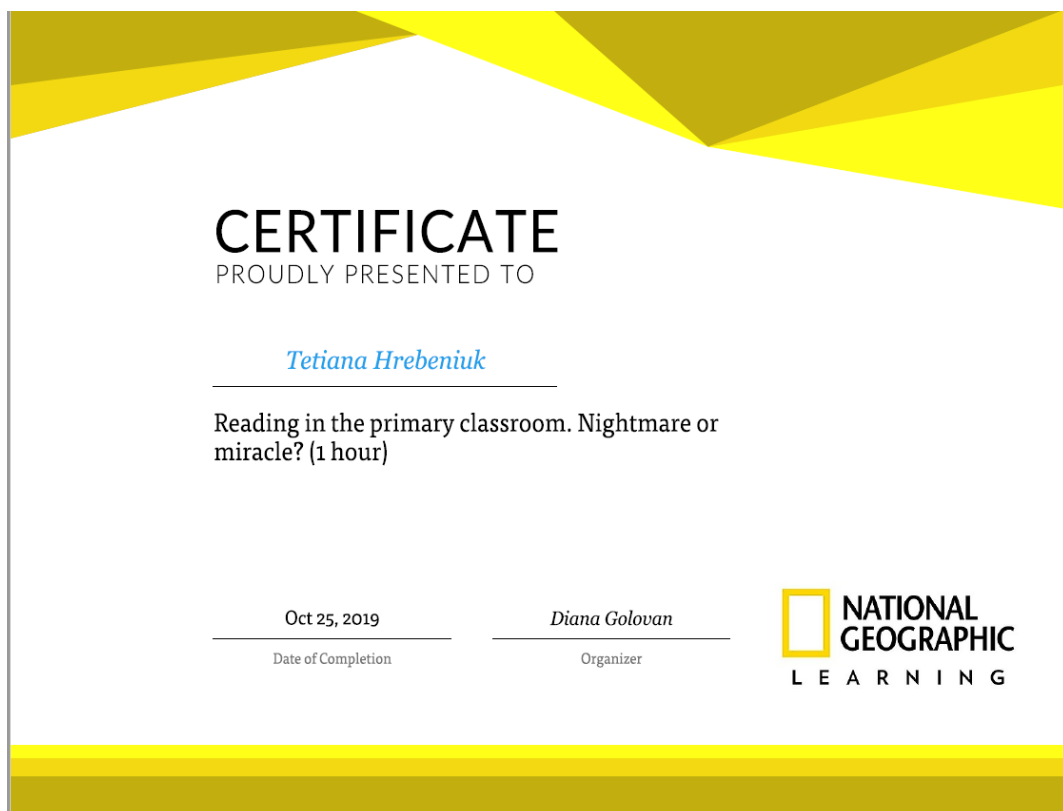 CERTIFICATE
PROUDLY PRESENTED TO
Tetiana Hrebeniuk
Reading in the primary classroom. Nightmare or
miracle? (1 hour)
Oct 25, 2019
Date of Completion
Diana Golovan
Organizer
NATIONAL
GEOGRAPHIC
LEARNING